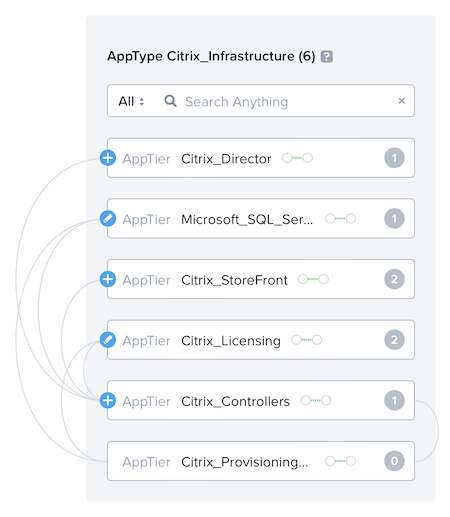 AppType Citrix_Infrastructure (6) ?
All Search Anything ×
AppTier Citrix_Director 1
AppTier Microsoft_SQL_Ser... 1
AppTier Citrix_StoreFront 2
AppTier Citrix_Licensing 2
AppTier Citrix_Controllers 1
AppTier Citrix_Provisioning... 0